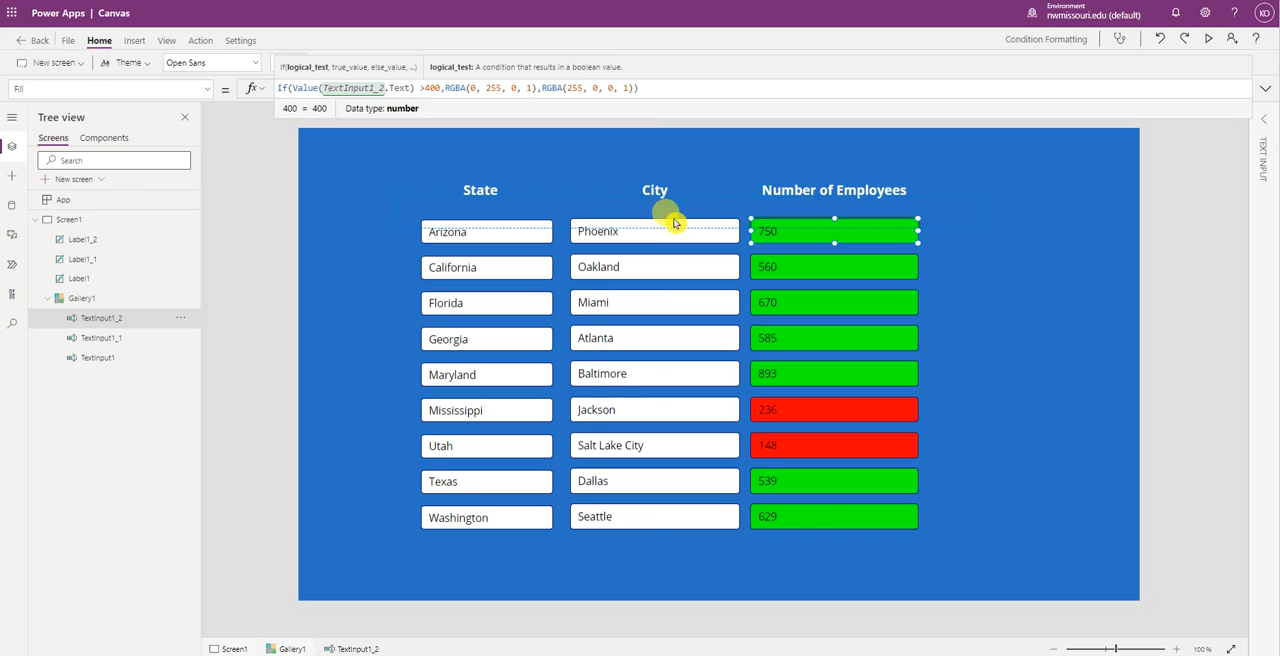 Power Apps | Canvas
Environment
nwmissouri.edu (default)
KO
Back File Home Insert View Action Settings
Condition Formatting
New screen Theme Open Sans
If(logical_test, true_value, else_value, ...) logical_test: A condition that results in a boolean value.
Fill = fx If(Value(TextInput1_2.Text) >400,RGBA(0, 255, 0, 1),RGBA(255, 0, 0, 1))
400 = 400 Data type: number
Tree view
Screens Components
Search
New screen
App
Screen1
Label1_2
Label1_1
Label1
Gallery1
TextInput1_2 ...
TextInput1_1
TextInput1
State City Number of Employees
Arizona Phoenix 750
California Oakland 560
Florida Miami 670
Georgia Atlanta 585
Maryland Baltimore 893
Mississippi Jackson 236
Utah Salt Lake City 148
Texas Dallas 539
Washington Seattle 629
TEXT INPUT
Screen1 Gallery1 TextInput1_2
100 %